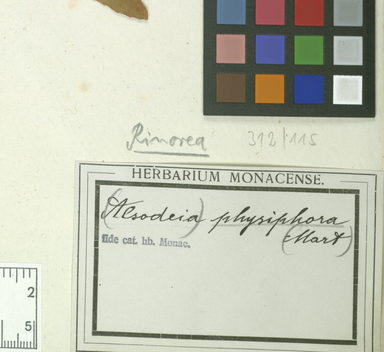 Rinorea 312/115
HERBARIUM MONACENSE.
(Alsodeia) physiphora
(Mart)
fide cat. hb. Monac.
2
5